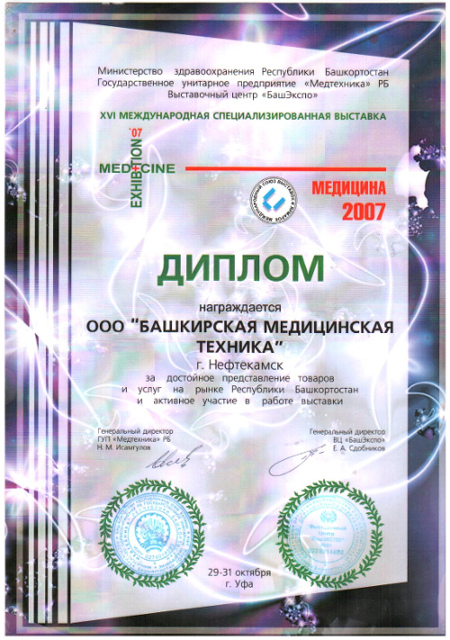 Министерство здравоохранения Республики Башкортостан
Государственное унитарное предприятие «Медтехника» РБ
Выставочный центр «БашЭкспо»
XVI МЕЖДУНАРОДНАЯ СПЕЦИАЛИЗИРОВАННАЯ ВЫСТАВКА
EXHIBITION '07
MEDICINE
МЕДИЦИНА
2007
ДИПЛОМ
награждается
ООО "БАШКИРСКАЯ МЕДИЦИНСКАЯ
ТЕХНИКА"
г. Нефтекамск
за достойное представление товаров
и услуг на рынке Республики Башкортостан
и активное участие в работе выставки
Генеральный директор
ГУП «Медтехника» РБ
Н. М. Исамгулов
Генеральный директор
ВЦ «БашЭкспо»
Е. А. Сдобников
29-31 октября
г. Уфа